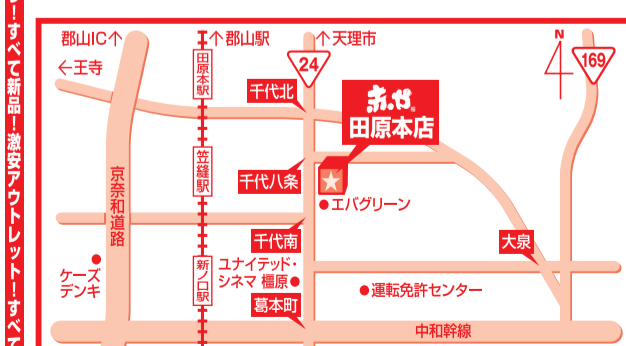 ！すべて新品！激安アウトレット！すべて
郡山IC↑
↑郡山駅
↑天理市
N
←王寺
田原本駅
24
169
千代北
赤や
田原本店
笠縫駅
千代八条
京奈和道路
エバグリーン
千代南
大泉
ケーズ
デンキ
新ノ口駅
ユナイテッド・
シネマ 橿原
運転免許センター
葛本町
中和幹線